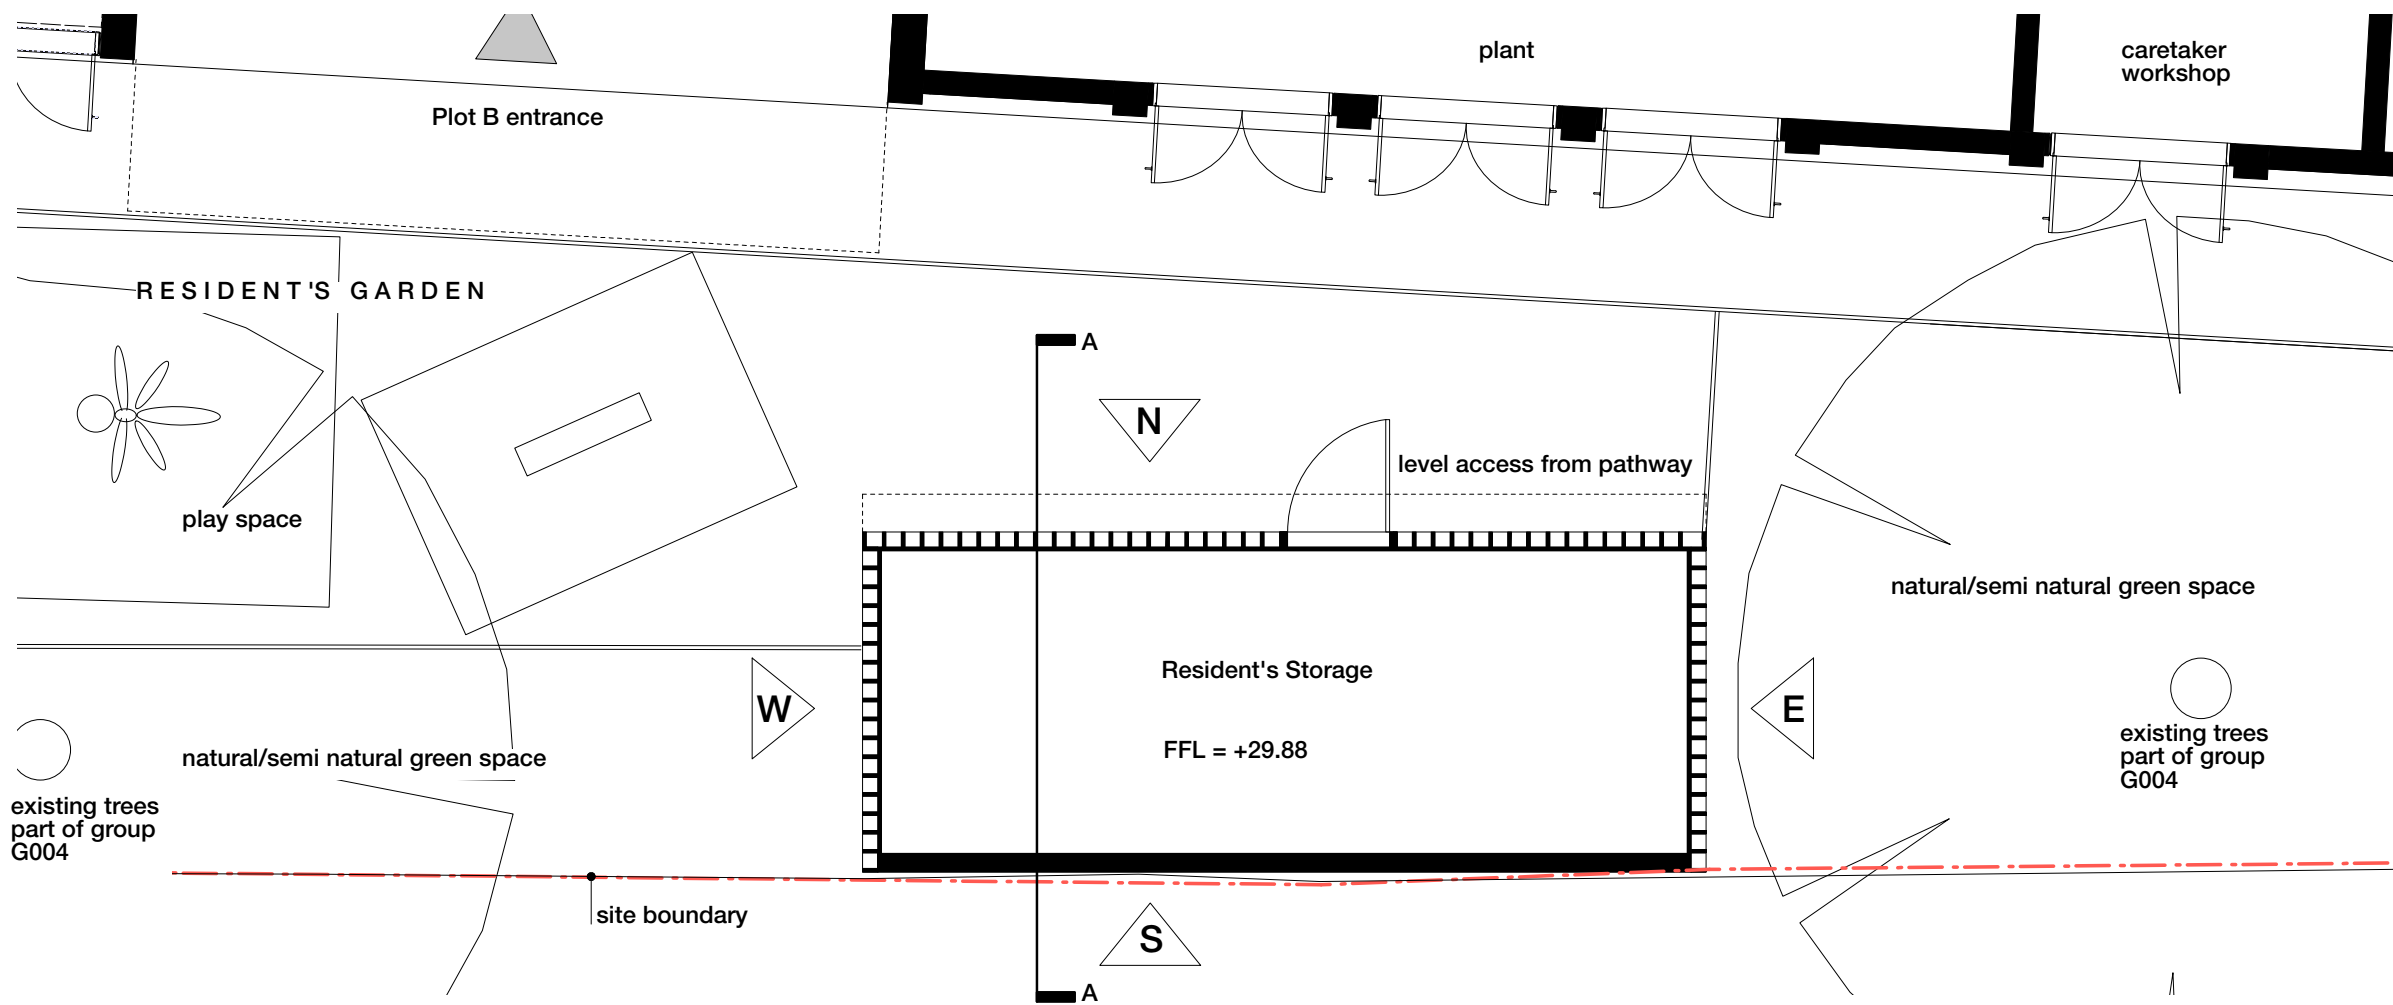 plant
caretaker
workshop
Plot B entrance
RESIDENT'S GARDEN
A
N
level access from pathway
play space
natural/semi natural green space
Resident's Storage
W
E
FFL = +29.88
existing trees
part of group
G004
natural/semi natural green space
existing trees
part of group
G004
site boundary
S
A